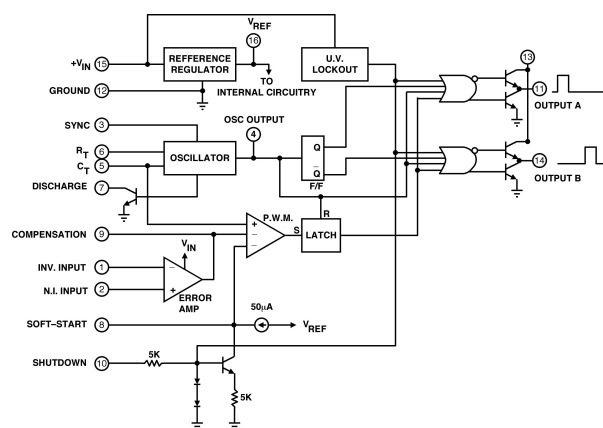 V_REF
16
+V_IN 15
REFFERENCE
REGULATOR
U.V.
LOCKOUT
13
TO
INTERNAL CIRCUITRY
GROUND 12
11
OUTPUT A
SYNC 3
OSC OUTPUT
4
R_T 6
C_T 5
OSCILLATOR
Q
Q̅
F/F
14
OUTPUT B
DISCHARGE 7
P.W.M.
R
S
LATCH
+
−
−
COMPENSATION 9
V_IN
INV. INPUT 1
−
N.I. INPUT 2
+
ERROR
AMP
50µA
SOFT–START 8
V_REF
SHUTDOWN 10
5K
5K